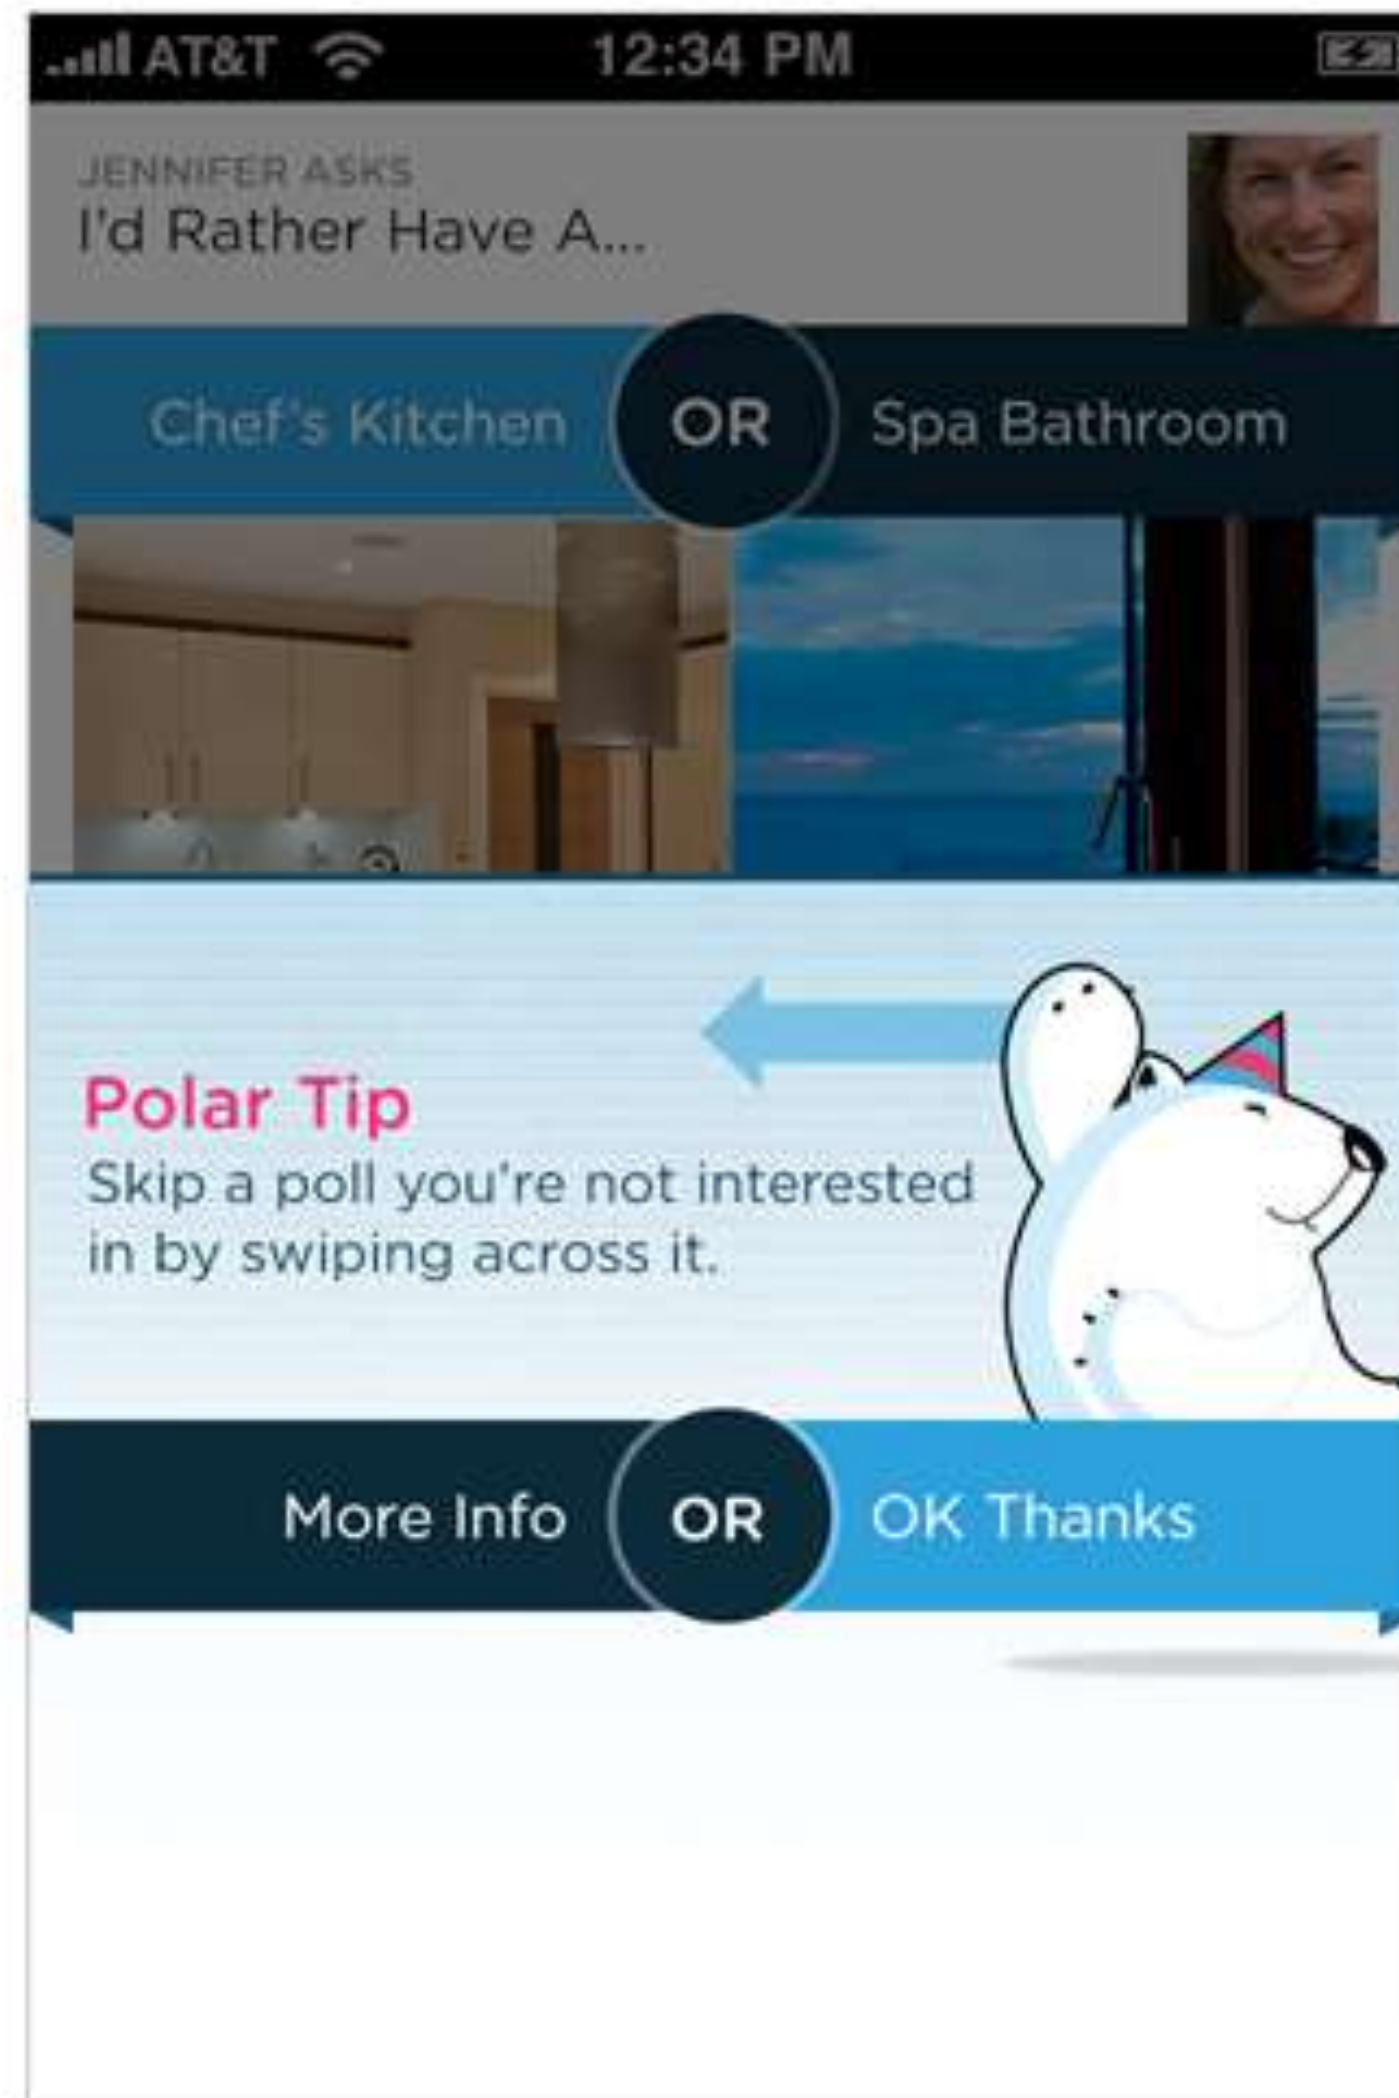 AT&T 12:34 PM
JENNIFER ASKS
I'd Rather Have A...
Chef's Kitchen OR Spa Bathroom
Polar Tip
Skip a poll you're not interested
in by swiping across it.
More Info OR OK Thanks